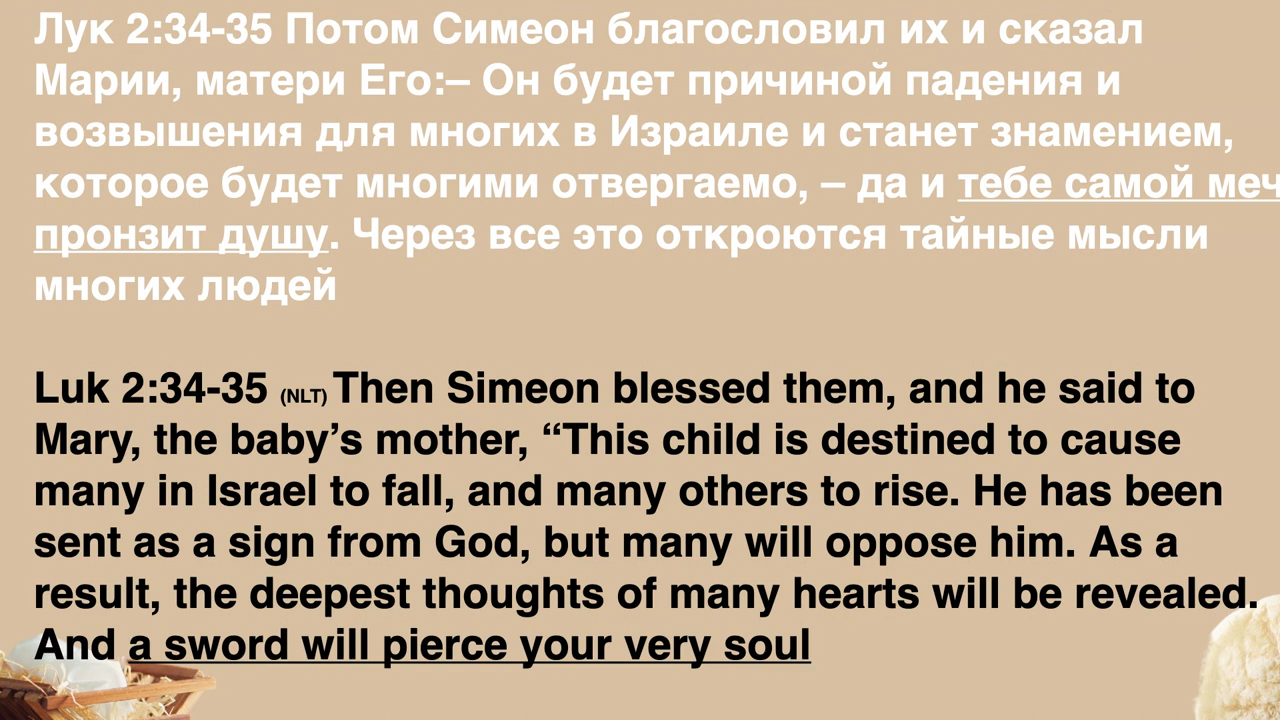 Лук 2:34-35 Потом Симеон благословил их и сказал
Марии, матери Его:– Он будет причиной падения и
возвышения для многих в Израиле и станет знамением,
которое будет многими отвергаемо, – да и тебе самой меч
пронзит душу. Через все это откроются тайные мысли
многих людей
Luk 2:34-35 (NLT) Then Simeon blessed them, and he said to
Mary, the baby’s mother, “This child is destined to cause
many in Israel to fall, and many others to rise. He has been
sent as a sign from God, but many will oppose him. As a
result, the deepest thoughts of many hearts will be revealed.
And a sword will pierce your very soul